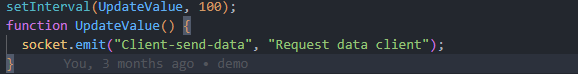 setInterval(UpdateValue, 100);
function UpdateValue() {
  socket.emit("Client-send-data", "Request data client");
}    You, 3 months ago • demo